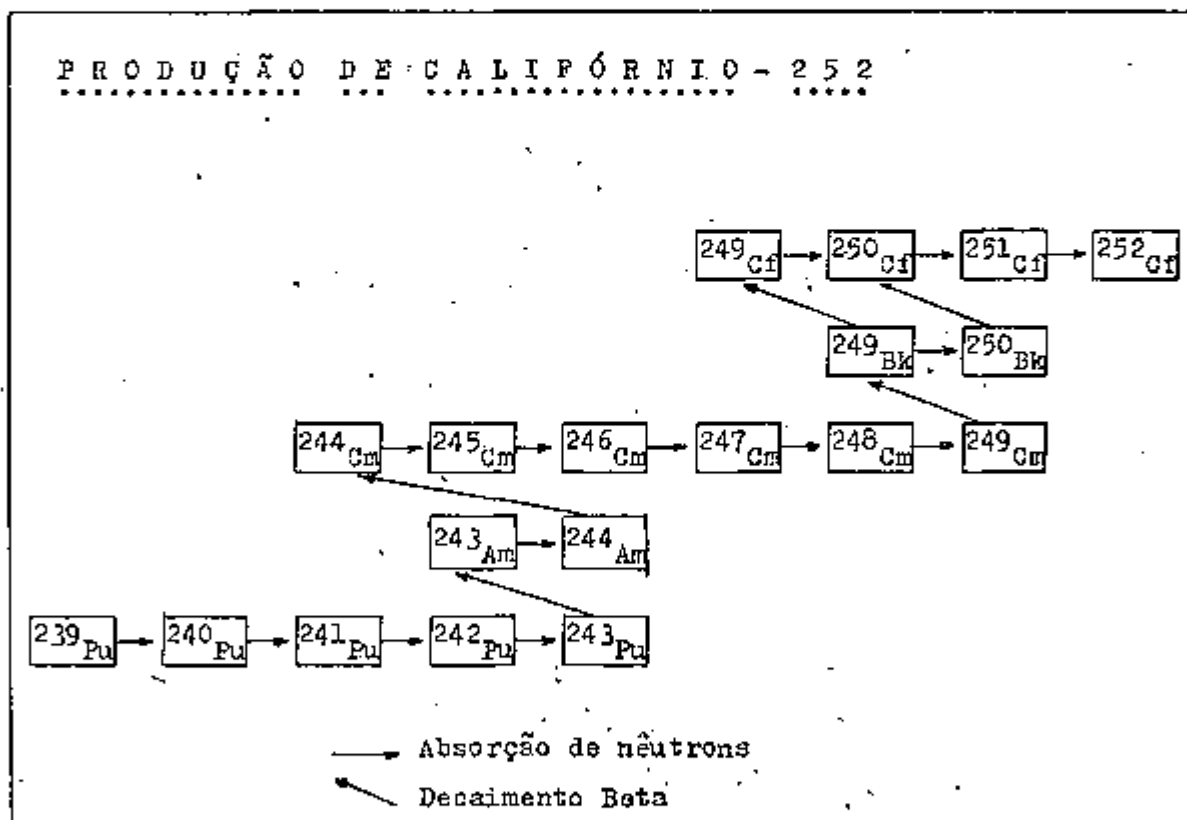 PRODUÇÃO DE CALIFÓRNIO-252
249Cf 250Cf 251Cf 252Cf
249Bk 250Bk
244Cm 245Cm 246Cm 247Cm 248Cm 249Cm
243Am 244Am
239Pu 240Pu 241Pu 242Pu 243Pu
Absorção de nêutrons
Decaimento Beta